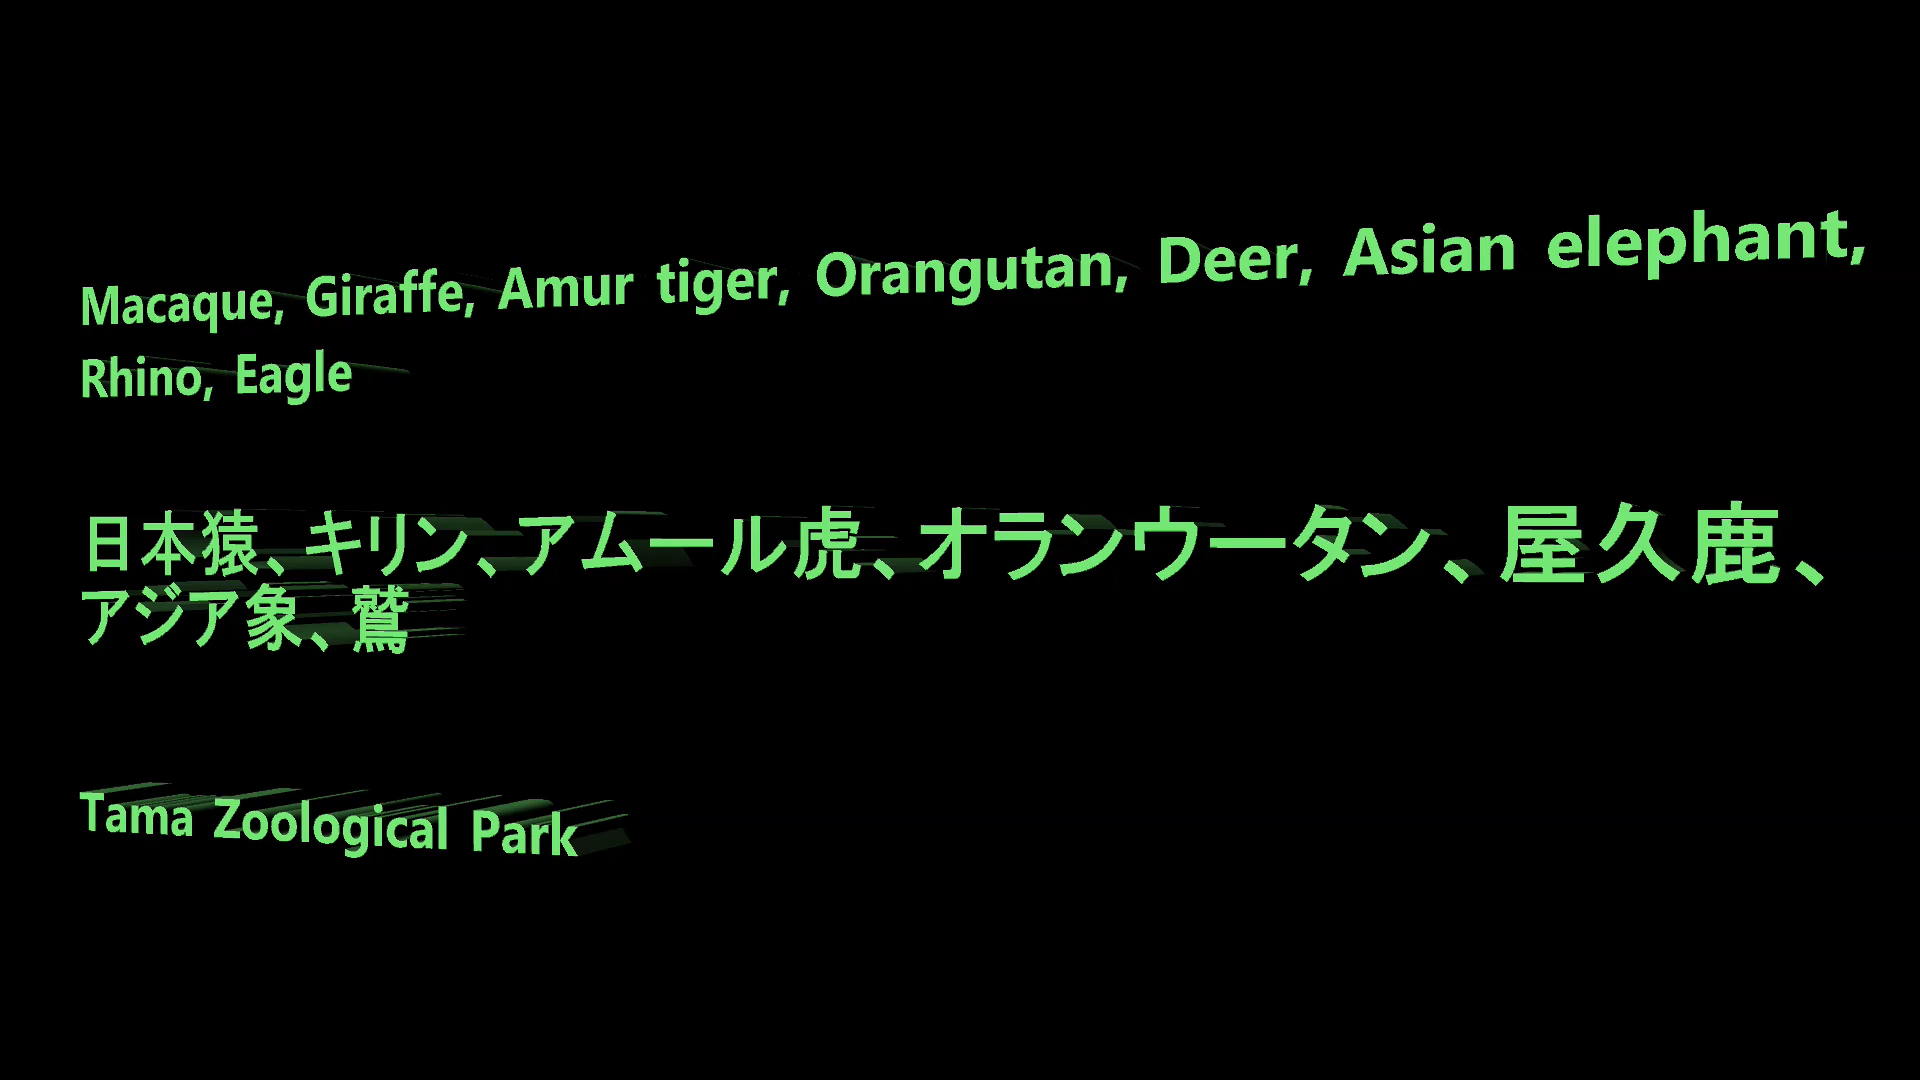 Macaque, Giraffe, Amur tiger, Orangutan, Deer, Asian elephant,
Rhino, Eagle
日本猿、キリン、アムール虎、オランウータン、屋久鹿、
アジア象、鷲
Tama Zoological Park